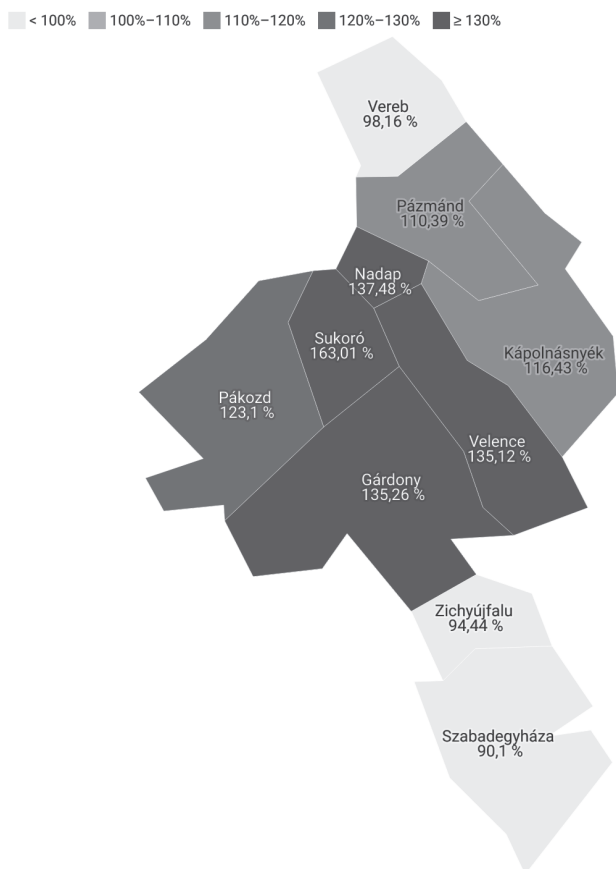 < 100% 100%–110% 110%–120% 120%–130% ≥ 130%
Vereb
98,16 %
Pázmánd
110,39 %
Nadap
137,48 %
Sukoró
163,01 %
Kápolnásnyék
116,43 %
Pákozd
123,1 %
Velence
135,12 %
Gárdony
135,26 %
Zichyújfalu
94,44 %
Szabadegyháza
90,1 %